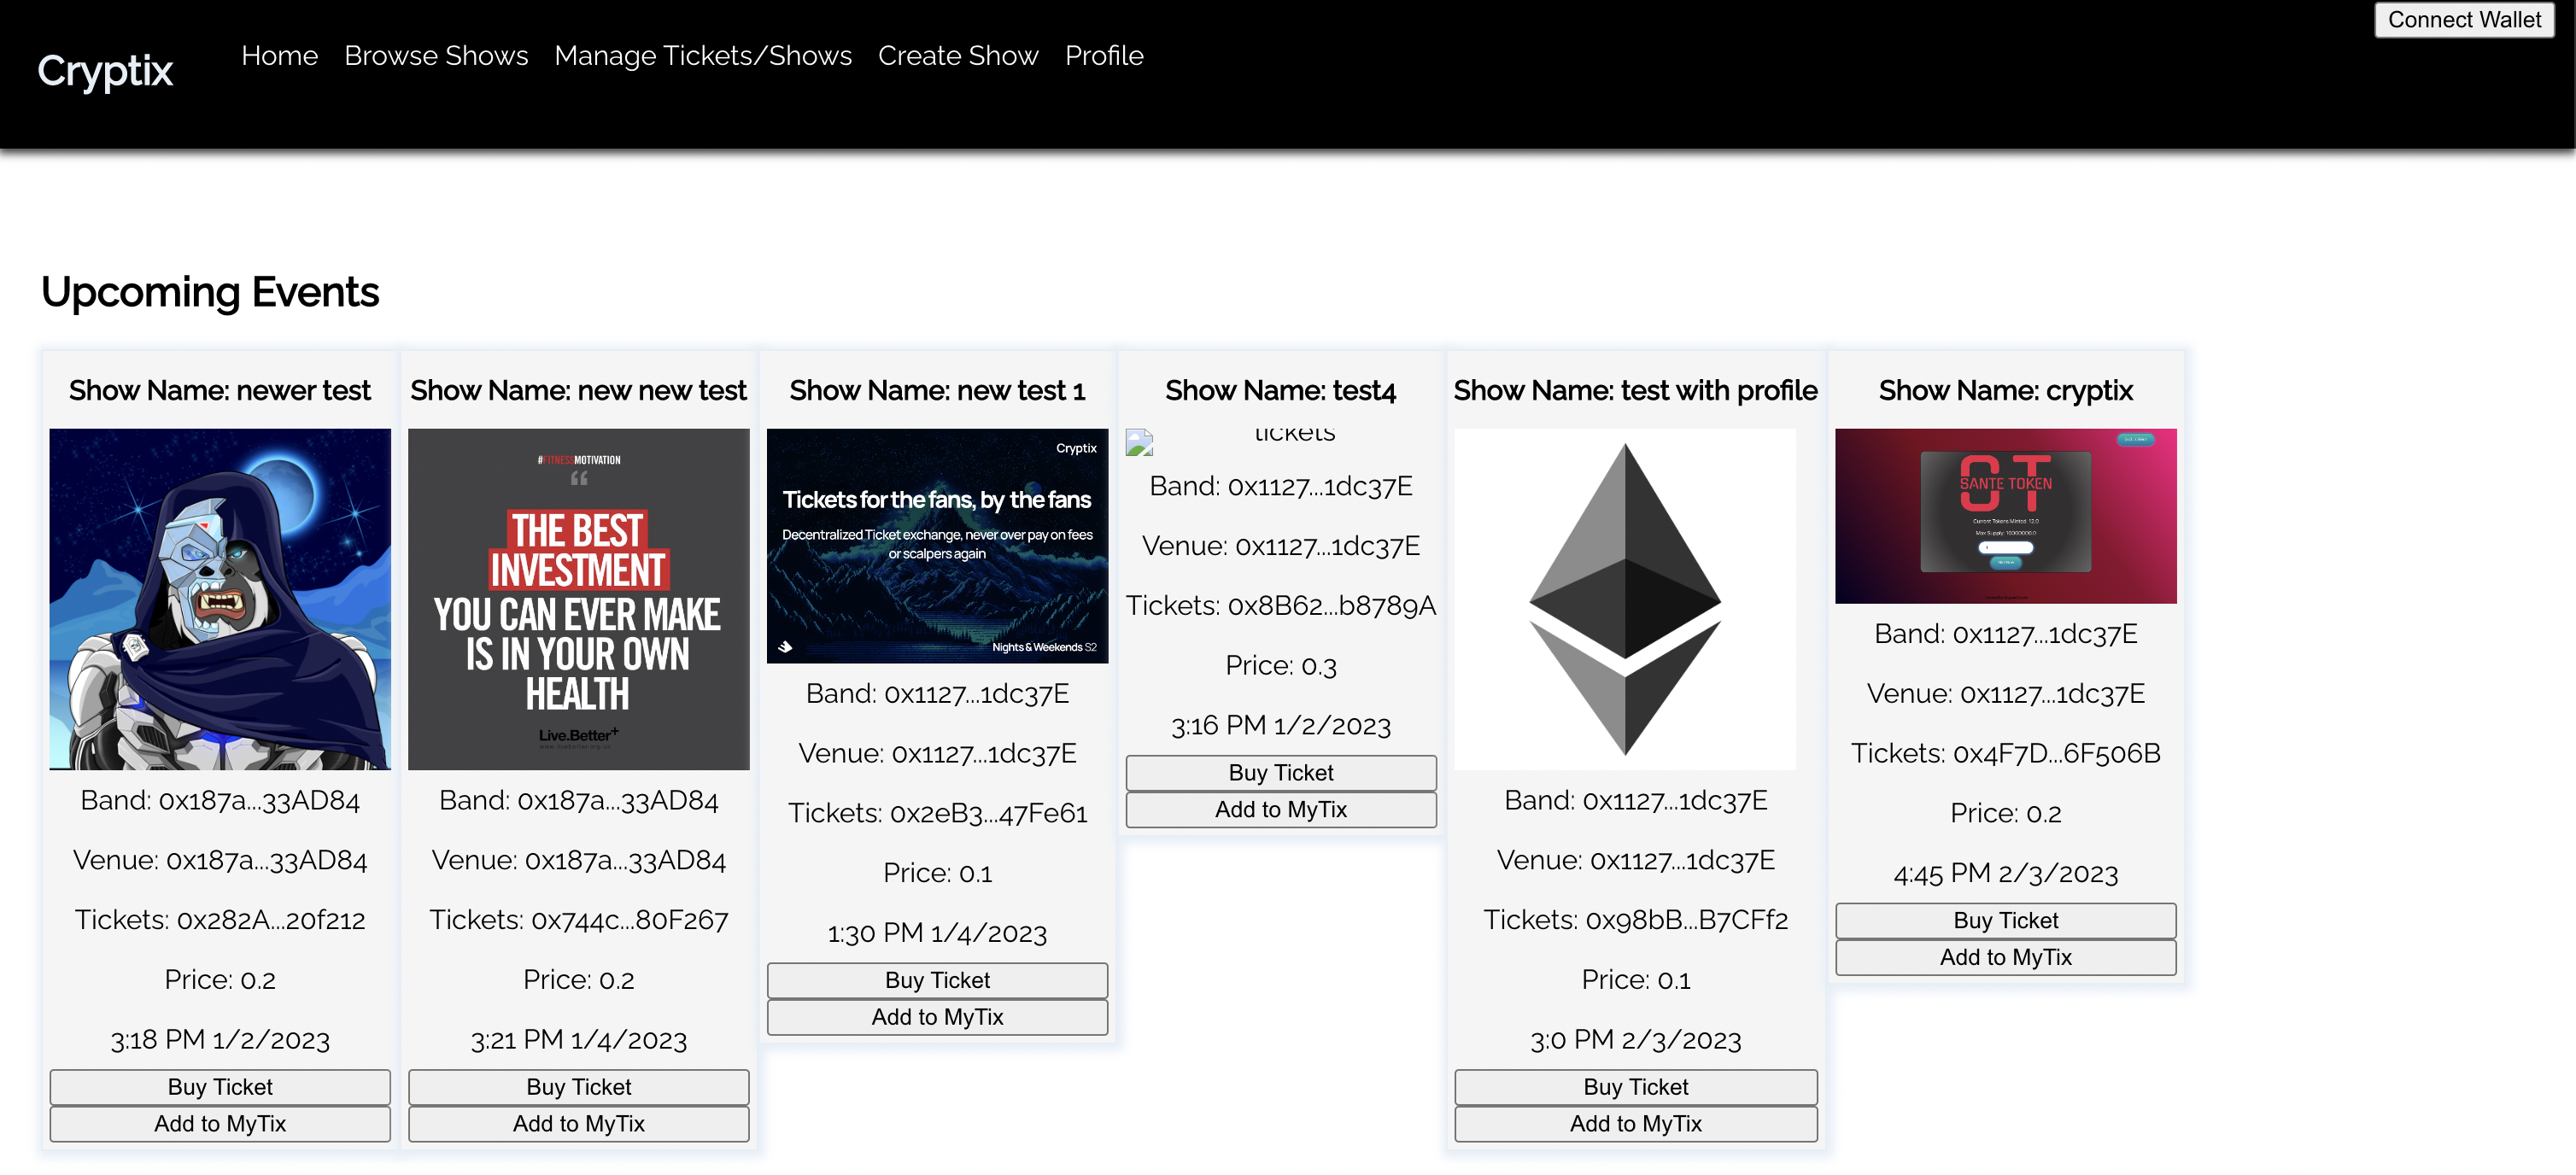 Connect Wallet
Cryptix
Home Browse Shows Manage Tickets/Shows Create Show Profile
Upcoming Events
Show Name: newer test
Band: 0x187a...33AD84
Venue: 0x187a...33AD84
Tickets: 0x282A...20f212
Price: 0.2
3:18 PM 1/2/2023
Buy Ticket
Add to MyTix
Show Name: new new test
#FITNESSMOTIVATION
“
THE BEST
INVESTMENT
YOU CAN EVER MAKE
IS IN YOUR OWN
HEALTH
Live.Better+
Band: 0x187a...33AD84
Venue: 0x187a...33AD84
Tickets: 0x744c...80F267
Price: 0.2
3:21 PM 1/4/2023
Buy Ticket
Add to MyTix
Show Name: new test 1
Cryptix
Tickets for the fans, by the fans
Decentralized Ticket exchange, never over pay on fees
or scalpers again
Nights & Weekends S2
Band: 0x1127...1dc37E
Venue: 0x1127...1dc37E
Tickets: 0x2eB3...47Fe61
Price: 0.1
1:30 PM 1/4/2023
Buy Ticket
Add to MyTix
Show Name: test4
tickets
Band: 0x1127...1dc37E
Venue: 0x1127...1dc37E
Tickets: 0x8B62...b8789A
Price: 0.3
3:16 PM 1/2/2023
Buy Ticket
Add to MyTix
Show Name: test with profile
Band: 0x1127...1dc37E
Venue: 0x1127...1dc37E
Tickets: 0x98bB...B7CFf2
Price: 0.1
3:0 PM 2/3/2023
Buy Ticket
Add to MyTix
Show Name: cryptix
ST
SANTE TOKEN
Current Tokens Minted: 12.0
Band: 0x1127...1dc37E
Venue: 0x1127...1dc37E
Tickets: 0x4F7D...6F506B
Price: 0.2
4:45 PM 2/3/2023
Buy Ticket
Add to MyTix